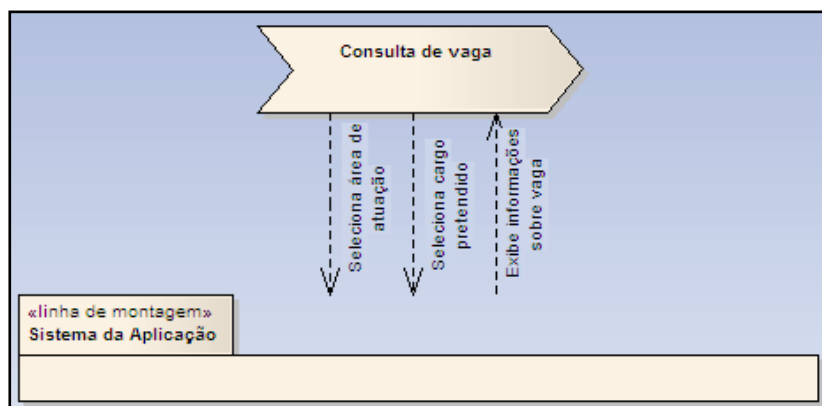 Consulta de vaga
Seleciona área de
atuação
Seleciona cargo
pretendido
Exibe informações
sobre vaga
«linha de montagem»
Sistema da Aplicação